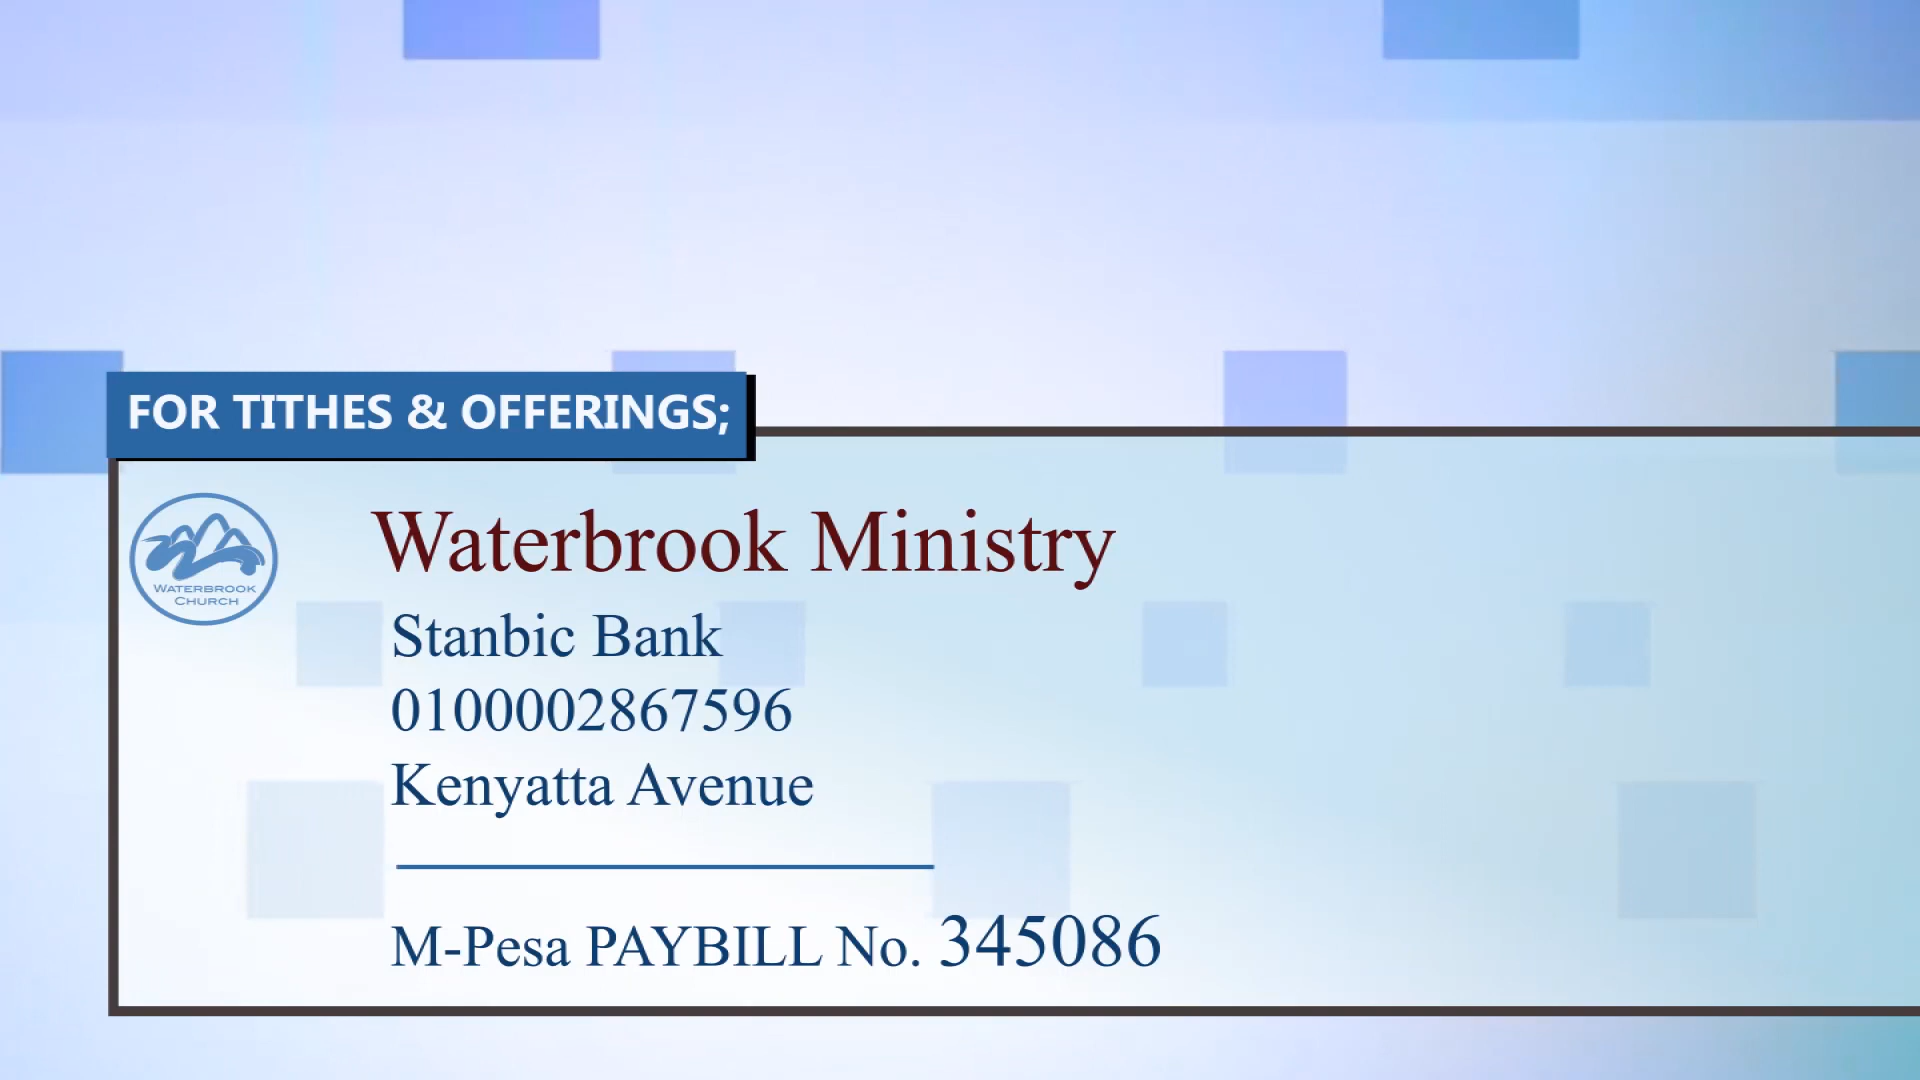 FOR TITHES & OFFERINGS;
WATERBROOK
CHURCH
Waterbrook Ministry
Stanbic Bank
0100002867596
Kenyatta Avenue
M-Pesa PAYBILL No. 345086